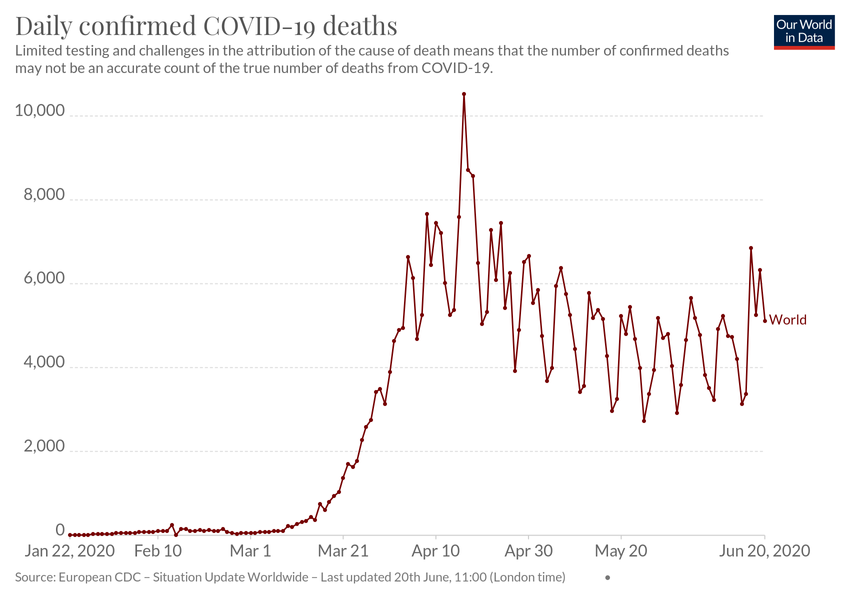 Daily confirmed COVID-19 deaths
Our World
in Data
Limited testing and challenges in the attribution of the cause of death means that the number of confirmed deaths
may not be an accurate count of the true number of deaths from COVID-19.
10,000
8,000
6,000
4,000
2,000
0
World
Jan 22, 2020 Feb 10 Mar 1 Mar 21 Apr 10 Apr 30 May 20 Jun 20, 2020
Source: European CDC – Situation Update Worldwide – Last updated 20th June, 11:00 (London time) •